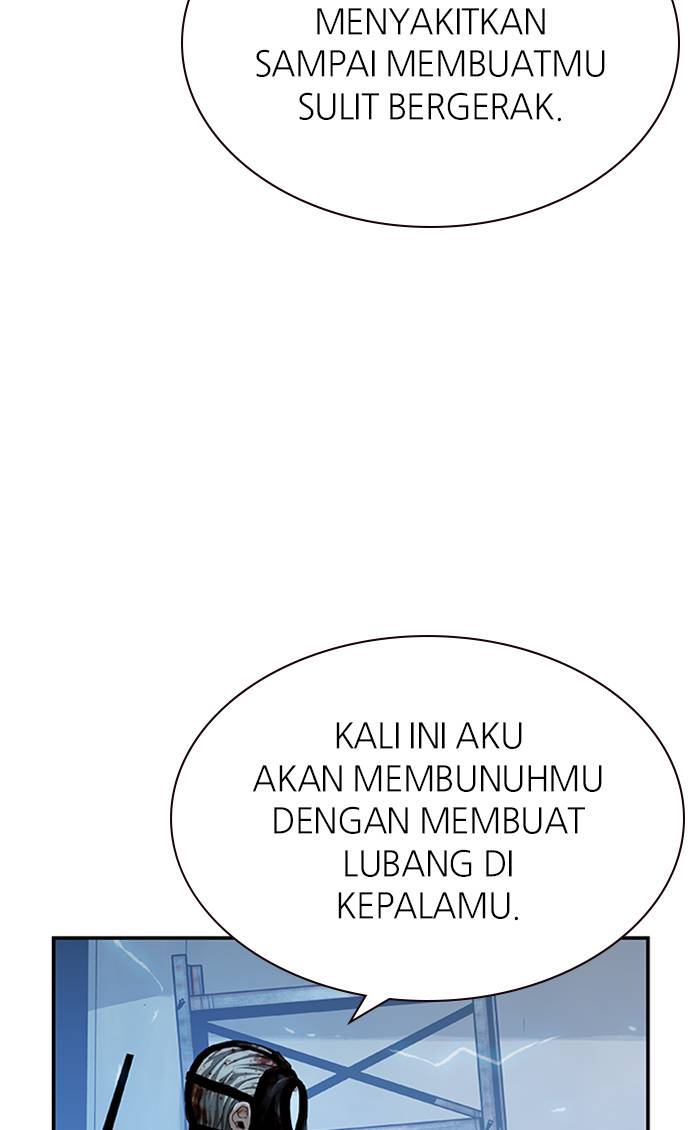 MENYAKITKAN
SAMPAI MEMBUATMU
SULIT BERGERAK.
KALI INI AKU
AKAN MEMBUNUHMU
DENGAN MEMBUAT
LUBANG DI
KEPALAMU.